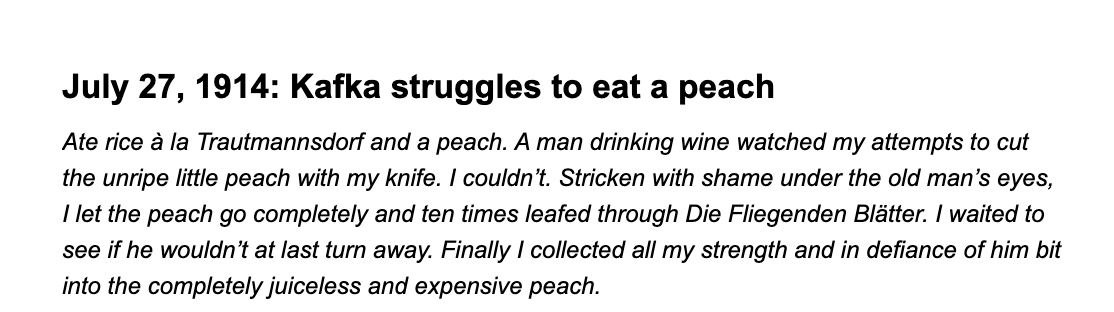 July 27, 1914: Kafka struggles to eat a peach
Ate rice à la Trautmannsdorf and a peach. A man drinking wine watched my attempts to cut
the unripe little peach with my knife. I couldn’t. Stricken with shame under the old man’s eyes,
I let the peach go completely and ten times leafed through Die Fliegenden Blätter. I waited to
see if he wouldn’t at last turn away. Finally I collected all my strength and in defiance of him bit
into the completely juiceless and expensive peach.